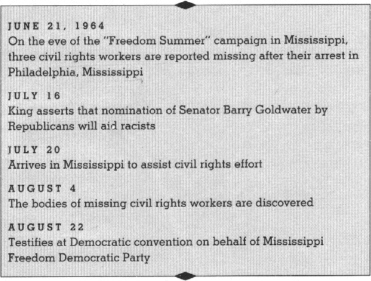 JUNE 21, 1964
On the eve of the "Freedom Summer" campaign in Mississippi,
three civil rights workers are reported missing after their arrest in
Philadelphia, Mississippi
JULY 16
King asserts that nomination of Senator Barry Goldwater by
Republicans will aid racists
JULY 20
Arrives in Mississippi to assist civil rights effort
AUGUST 4
The bodies of missing civil rights workers are discovered
AUGUST 22
Testifies at Democratic convention on behalf of Mississippi
Freedom Democratic Party